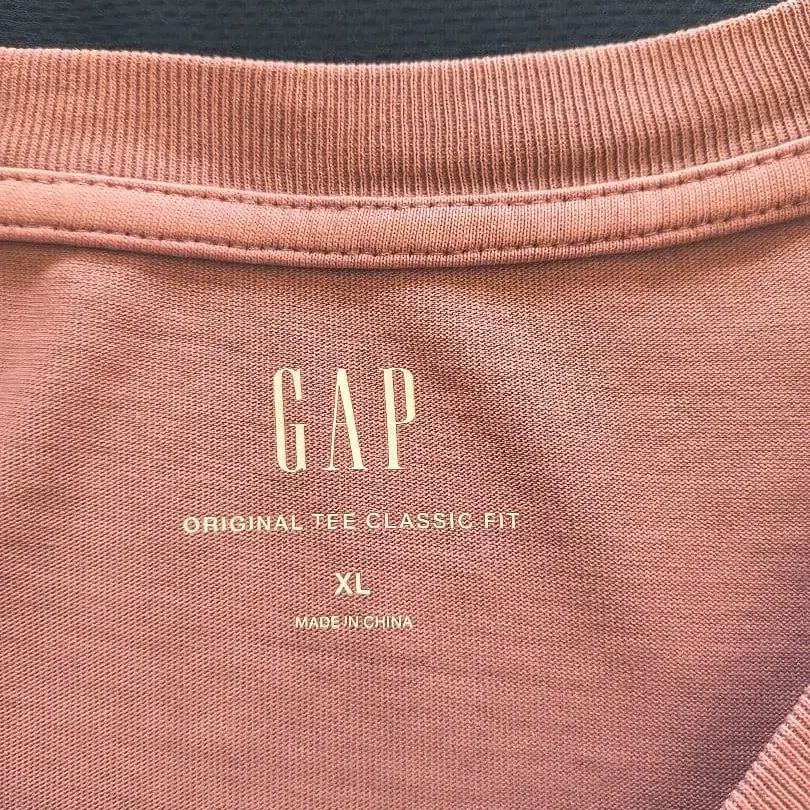 GAP
ORIGINAL TEE CLASSIC FIT
XL
MADE IN CHINA